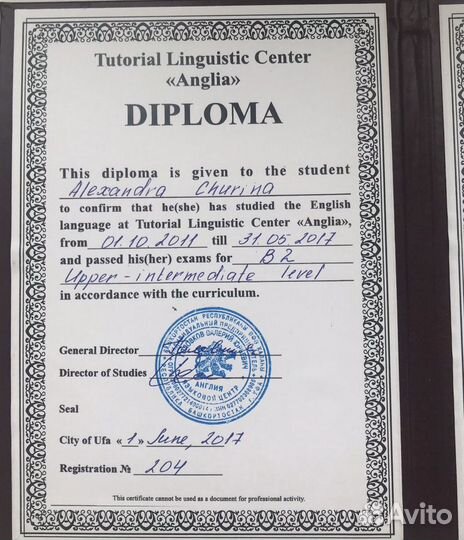 Tutorial Linguistic Center
«Anglia»
DIPLOMA
This diploma is given to the student
Alexandra Churina
to confirm that he(she) has studied the English
language at Tutorial Linguistic Center «Anglia»,
from 01.10.2011 till 31.05.2017
and passed his(her) exams for B2
Upper-intermediate level
in accordance with the curriculum.
General Director
Director of Studies
АНГЛИЯ
ЯЗЫКОВОЙ ЦЕНТР
БАШКОРТОСТАН
Seal
City of Ufa «1» June, 2017
Registration № 204
This certificate cannot be used as a document for professional activity.
Avito